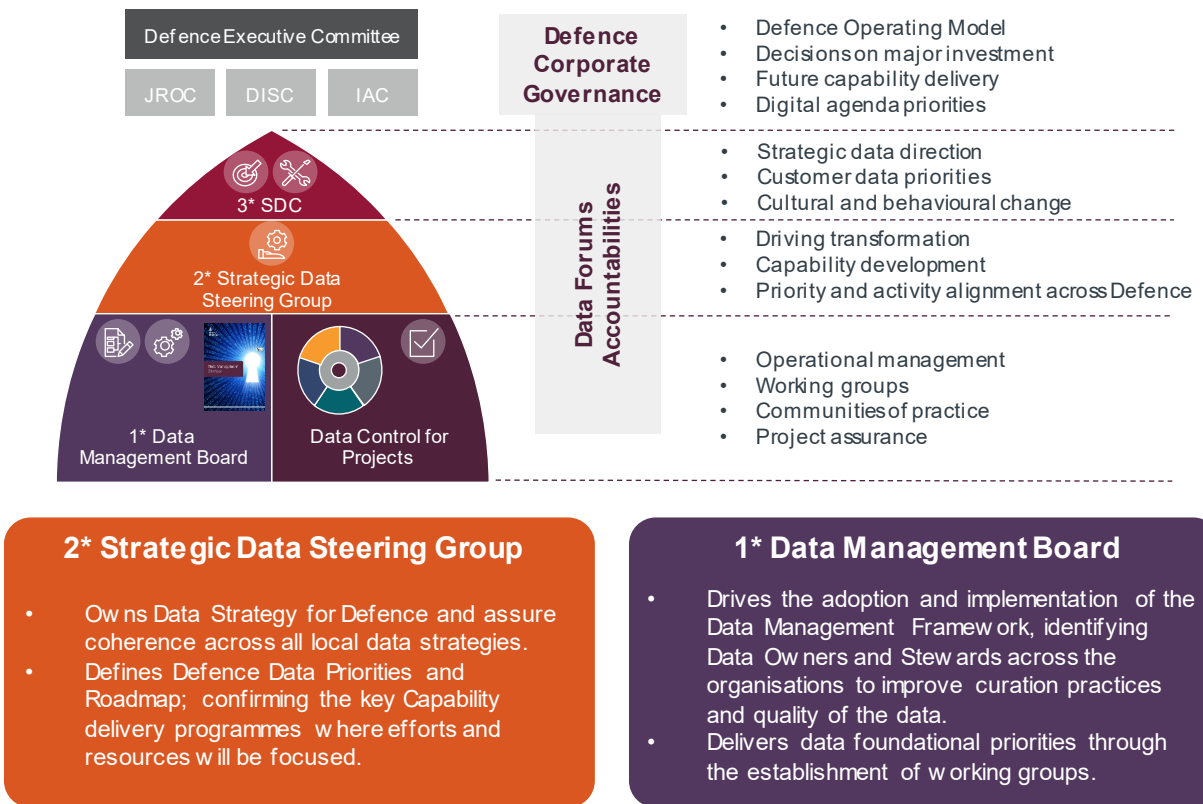 Defence Executive Committee
JROC
DISC
IAC
3* SDC
2* Strategic Data
Steering Group
1* Data
Management Board
Data Control for
Projects
Defence
Corporate
Governance
Data Forums
Accountabilities
• Defence Operating Model
• Decisions on major investment
• Future capability delivery
• Digital agenda priorities
• Strategic data direction
• Customer data priorities
• Cultural and behavioural change
• Driving transformation
• Capability development
• Priority and activity alignment across Defence
• Operational management
• Working groups
• Communities of practice
• Project assurance
2* Strategic Data Steering Group
• Owns Data Strategy for Defence and assure
coherence across all local data strategies.
• Defines Defence Data Priorities and
Roadmap; confirming the key Capability
delivery programmes where efforts and
resources will be focused.
1* Data Management Board
• Drives the adoption and implementation of the
Data Management Framework, identifying
Data Owners and Stewards across the
organisations to improve curation practices
and quality of the data.
• Delivers data foundational priorities through
the establishment of working groups.